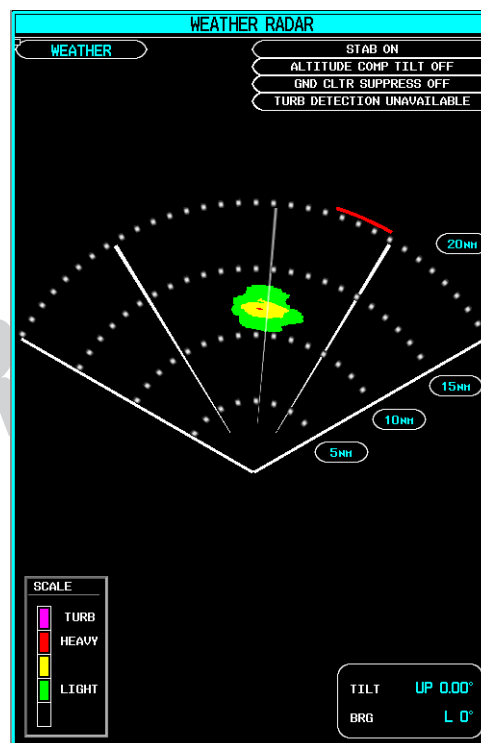 WEATHER RADAR
WEATHER
STAB ON
ALTITUDE COMP TILT OFF
GND CLTR SUPPRESS OFF
TURB DETECTION UNAVAILABLE
20NM
15NM
10NM
5NM
SCALE
TURB
HEAVY
LIGHT
TILT UP 0.00°
BRG L 0°